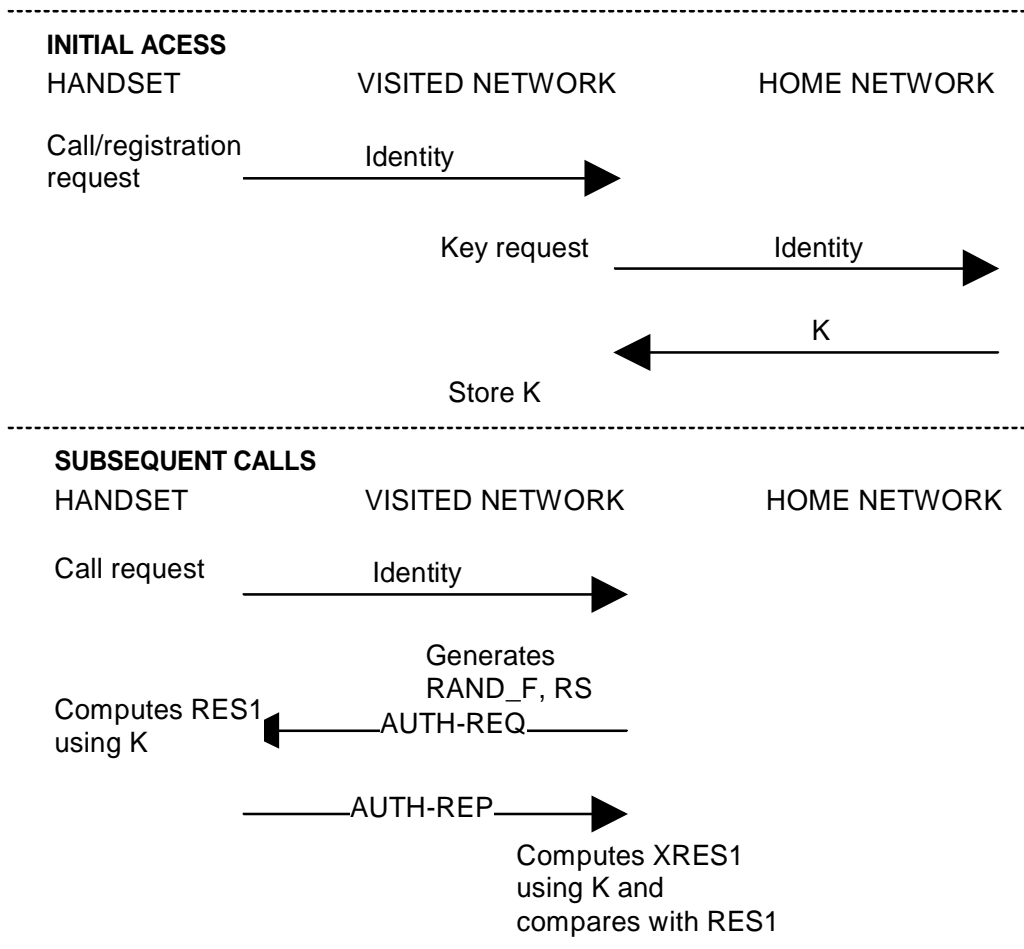 INITIAL ACESS
HANDSET VISITED NETWORK HOME NETWORK
Call/registration
request
Identity
Key request
Identity
K
Store K
SUBSEQUENT CALLS
HANDSET VISITED NETWORK HOME NETWORK
Call request
Identity
Generates
RAND_F, RS
Computes RES1
using K
AUTH-REQ
AUTH-REP
Computes XRES1
using K and
compares with RES1